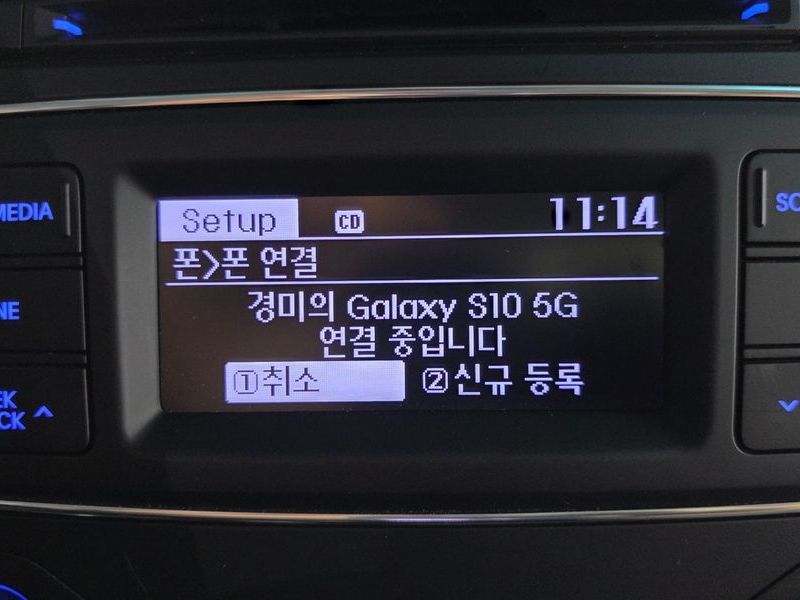 Setup CD 11:14
폰>폰 연결
경미의 Galaxy S10 5G
연결 중입니다
①취소 ②신규 등록
MEDIA